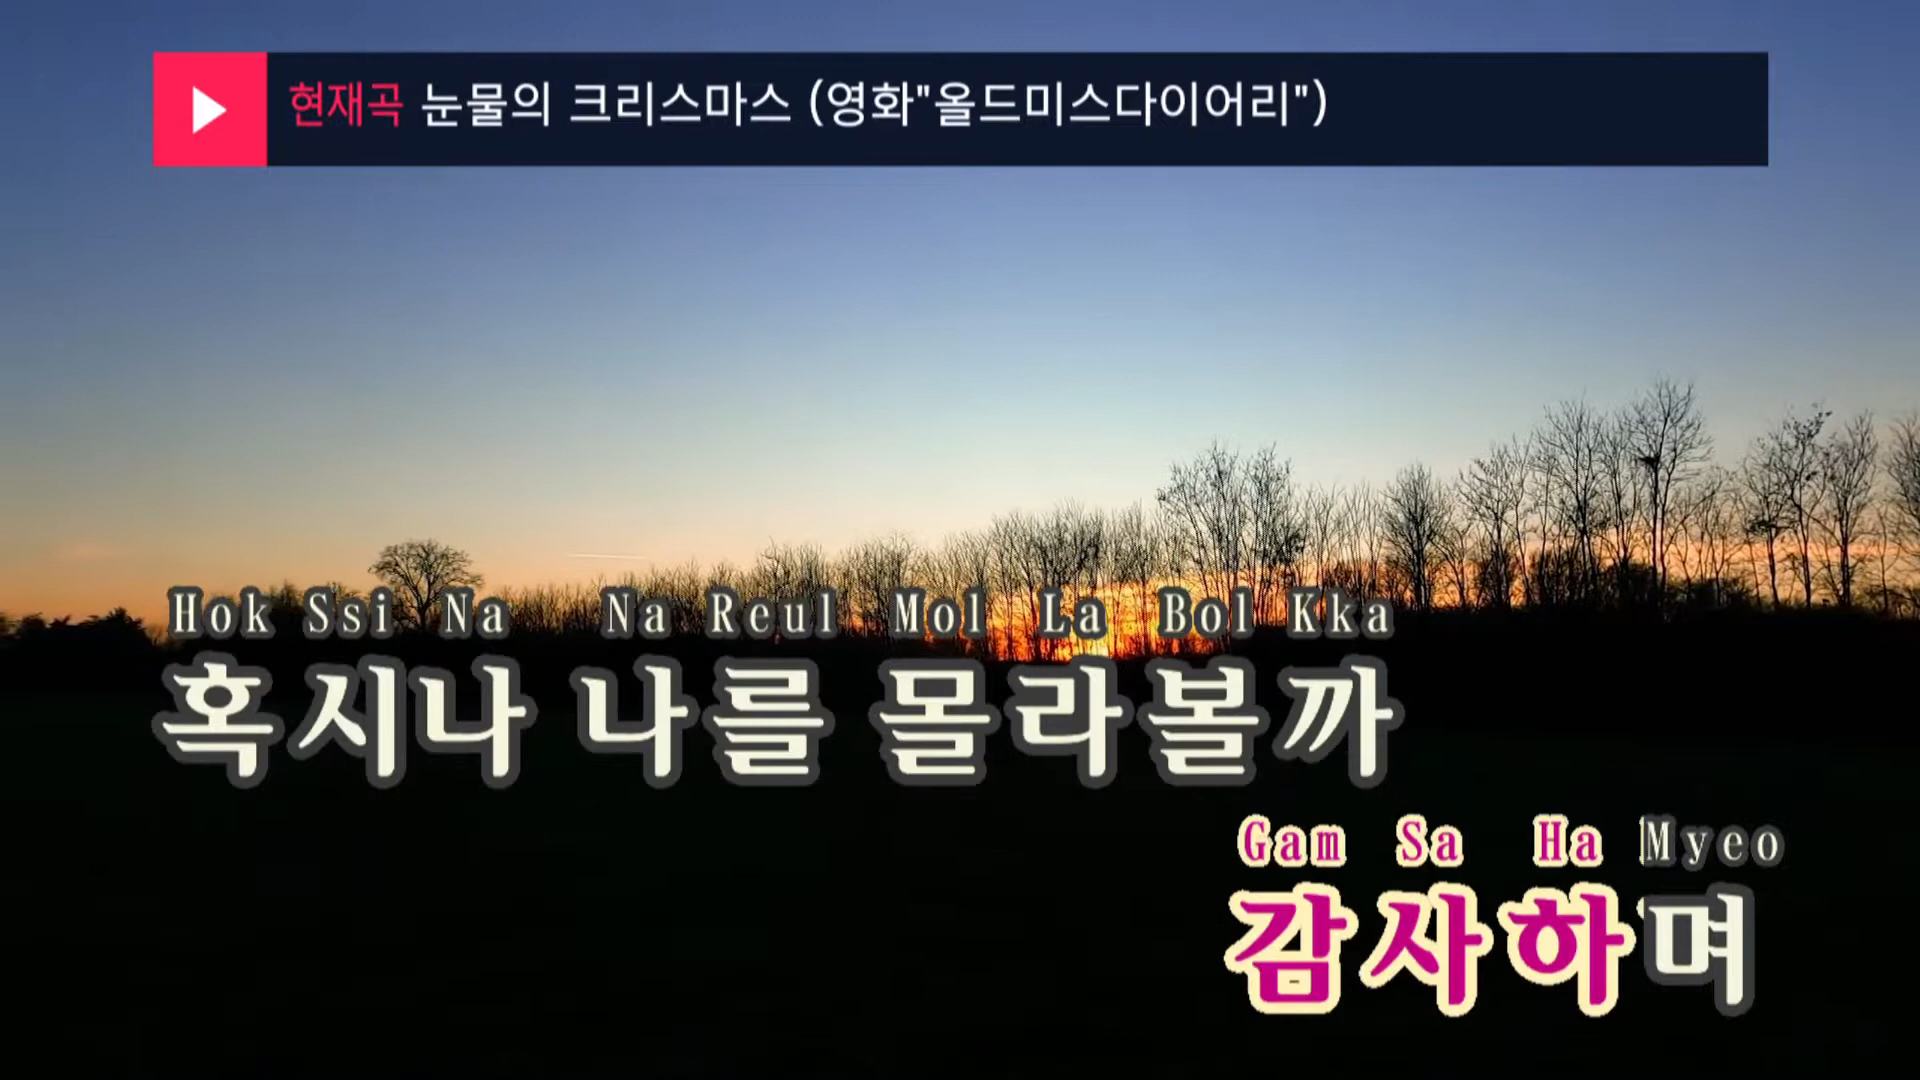 현재곡 눈물의 크리스마스 (영화"올드미스다이어리")
Hok Ssi Na Na Reul Mol La Bol Kka
혹시나 나를 몰라볼까
Gam Sa Ha Myeo
감사하며